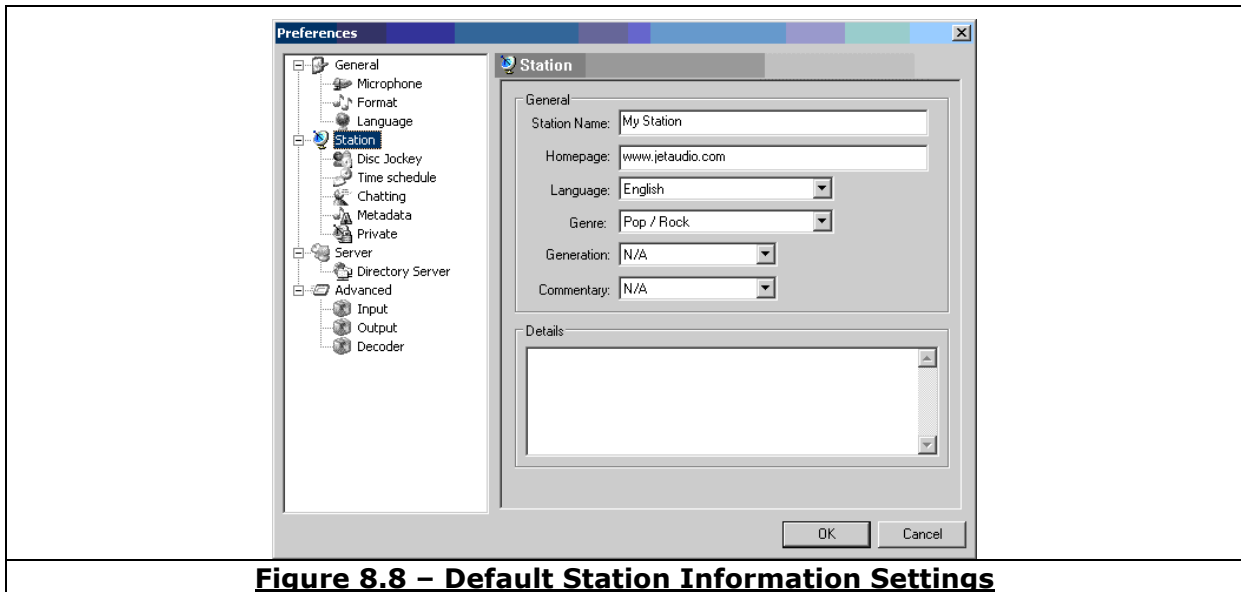 Preferences
General
Microphone
Format
Language
Station
Disc Jockey
Time schedule
Chatting
Metadata
Private
Server
Directory Server
Advanced
Input
Output
Decoder
Station
General
Station Name: My Station
Homepage: www.jetaudio.com
Language: English
Genre: Pop / Rock
Generation: N/A
Commentary: N/A
Details
OK Cancel
Figure 8.8 – Default Station Information Settings